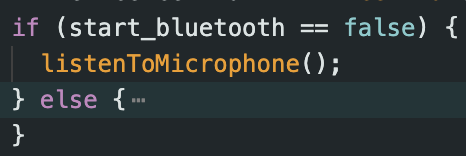 if (start_bluetooth == false) {
  listenToMicrophone();
} else {⋯
}